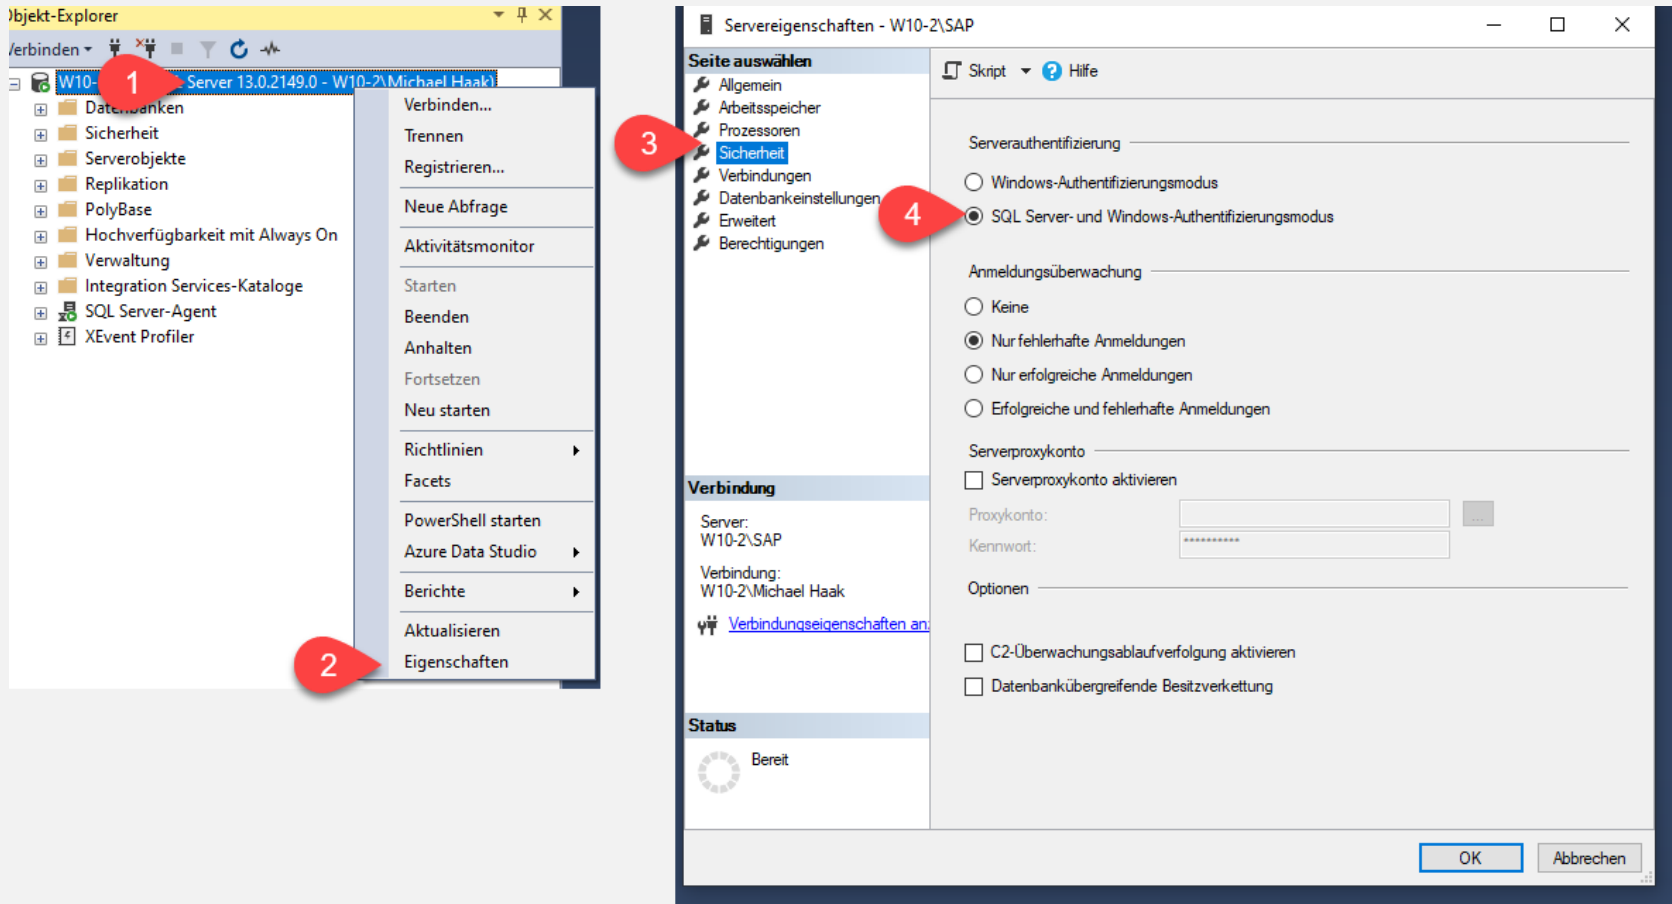 Objekt-Explorer
Verbinden
W10- Server 13.0.2149.0 - W10-2\Michael Haak)
1
Datenbanken
Sicherheit
Serverobjekte
Replikation
PolyBase
Hochverfügbarkeit mit Always On
Verwaltung
Integration Services-Kataloge
SQL Server-Agent
XEvent Profiler
Verbinden...
Trennen
Registrieren...
Neue Abfrage
Aktivitätsmonitor
Starten
Beenden
Anhalten
Fortsetzen
Neu starten
Richtlinien
Facets
PowerShell starten
Azure Data Studio
Berichte
Aktualisieren
2
Eigenschaften
Servereigenschaften - W10-2\SAP
Seite auswählen
Allgemein
Arbeitsspeicher
Prozessoren
3
Sicherheit
Verbindungen
Datenbankeinstellungen
Erweitert
Berechtigungen
Verbindung
Server:
W10-2\SAP
Verbindung:
W10-2\Michael Haak
Verbindungseigenschaften an
Status
Bereit
Skript
Hilfe
Serverauthentifizierung
Windows-Authentifizierungsmodus
4
SQL Server- und Windows-Authentifizierungsmodus
Anmeldungsüberwachung
Keine
Nur fehlerhafte Anmeldungen
Nur erfolgreiche Anmeldungen
Erfolgreiche und fehlerhafte Anmeldungen
Serverproxykonto
Serverproxykonto aktivieren
Proxykonto:
...
Kennwort:
**********
Optionen
C2-Überwachungsablaufverfolgung aktivieren
Datenbankübergreifende Besitzverkettung
OK
Abbrechen